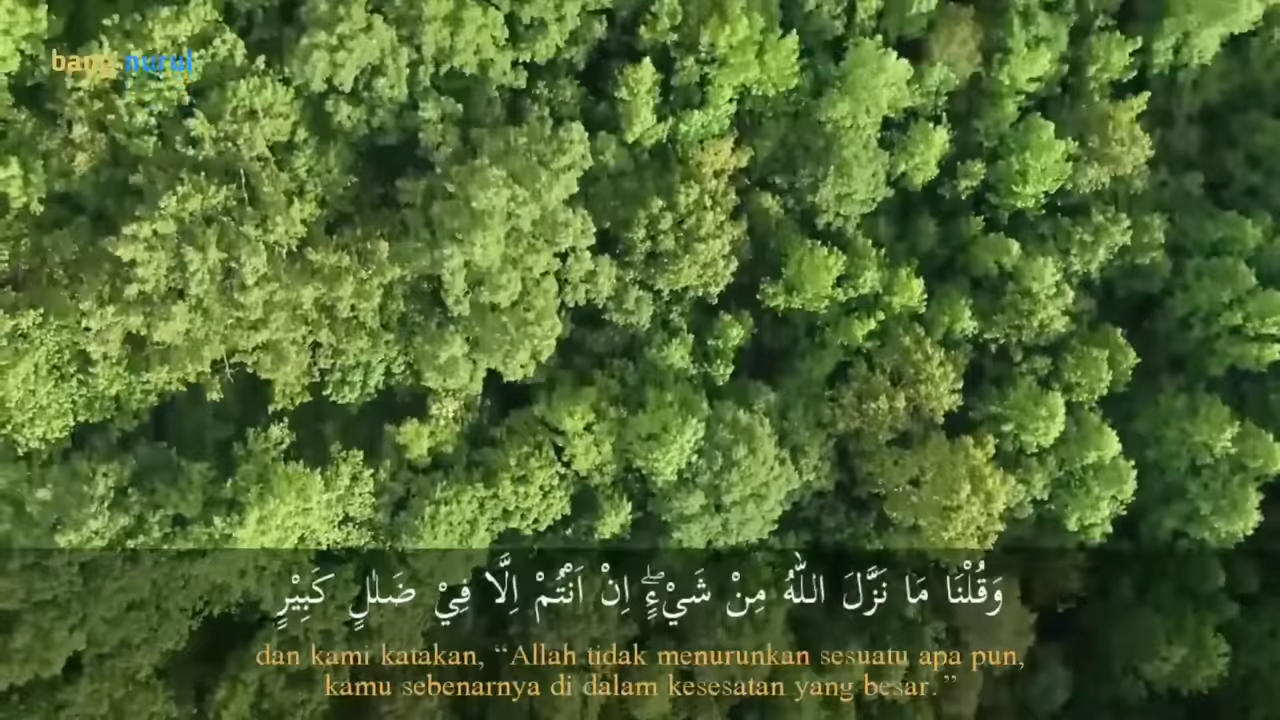 bang nurul
وَقُلْنَا مَا نَزَّلَ اللّٰهُ مِنْ شَيْءٍۖ اِنْ اَنْتُمْ اِلَّا فِيْ ضَلٰلٍ كَبِيْرٍ
dan kami katakan, “Allah tidak menurunkan sesuatu apa pun,
kamu sebenarnya di dalam kesesatan yang besar.”